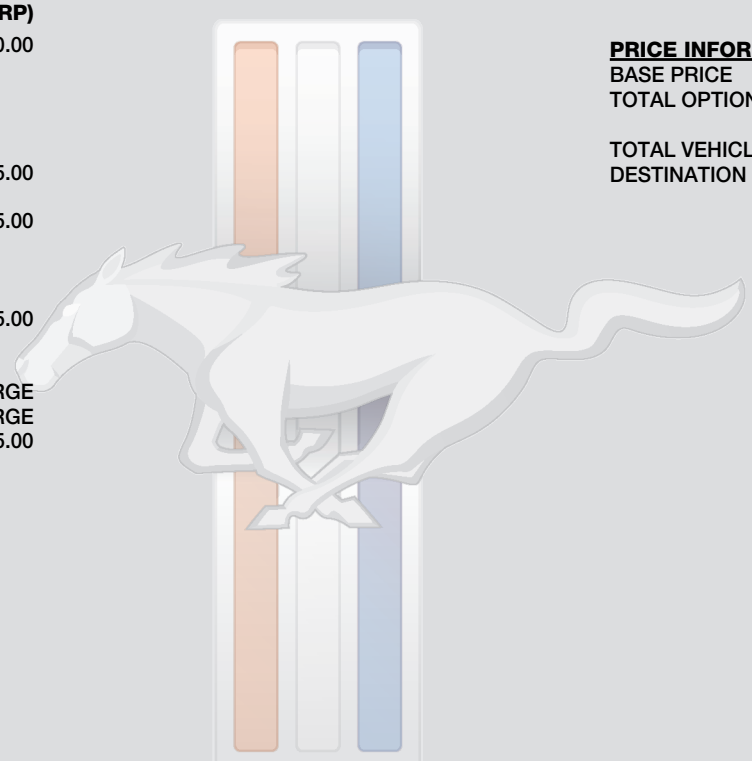 RP)
0.00
5.00
5.00
5.00
RGE
RGE
5.00
PRICE INFOR
BASE PRICE
TOTAL OPTION
TOTAL VEHICL
DESTINATION